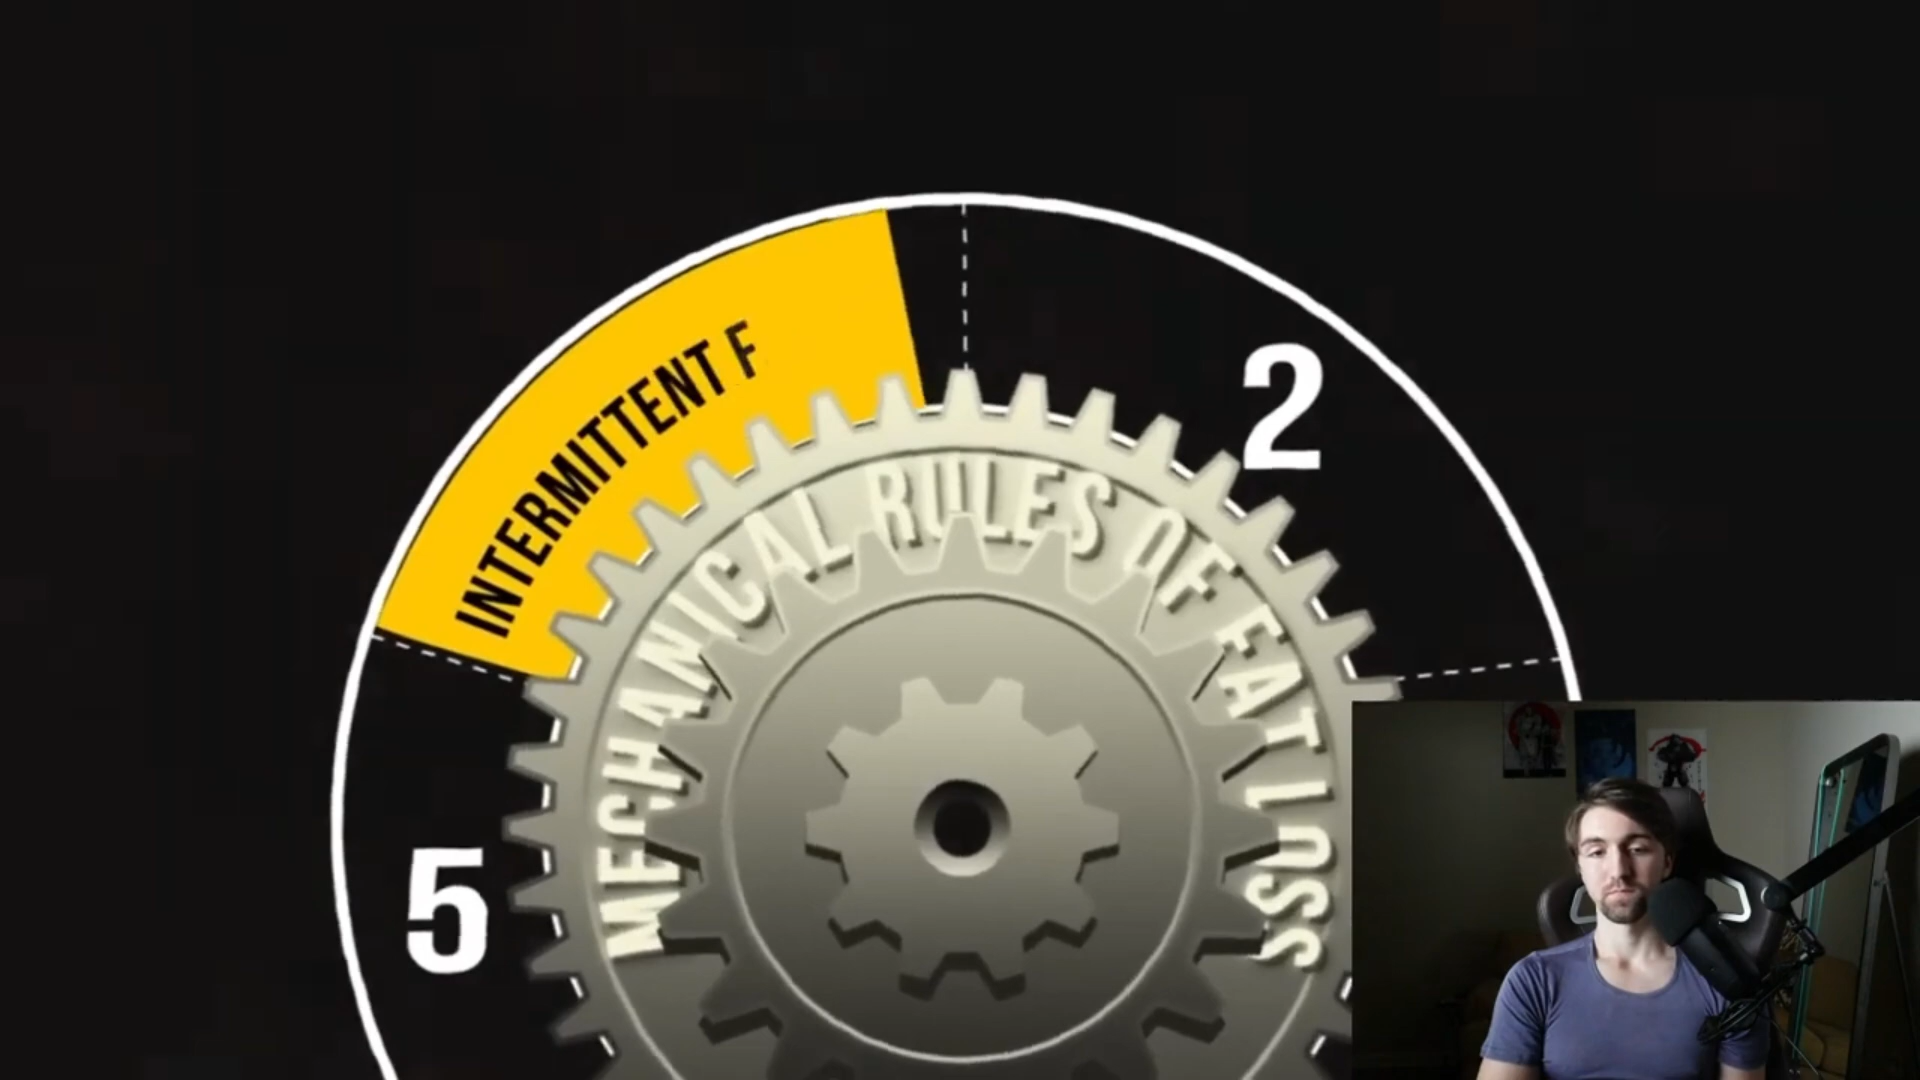 INTERMITTENT F
2
MECHANICAL RULES OF FAT LOSS
5